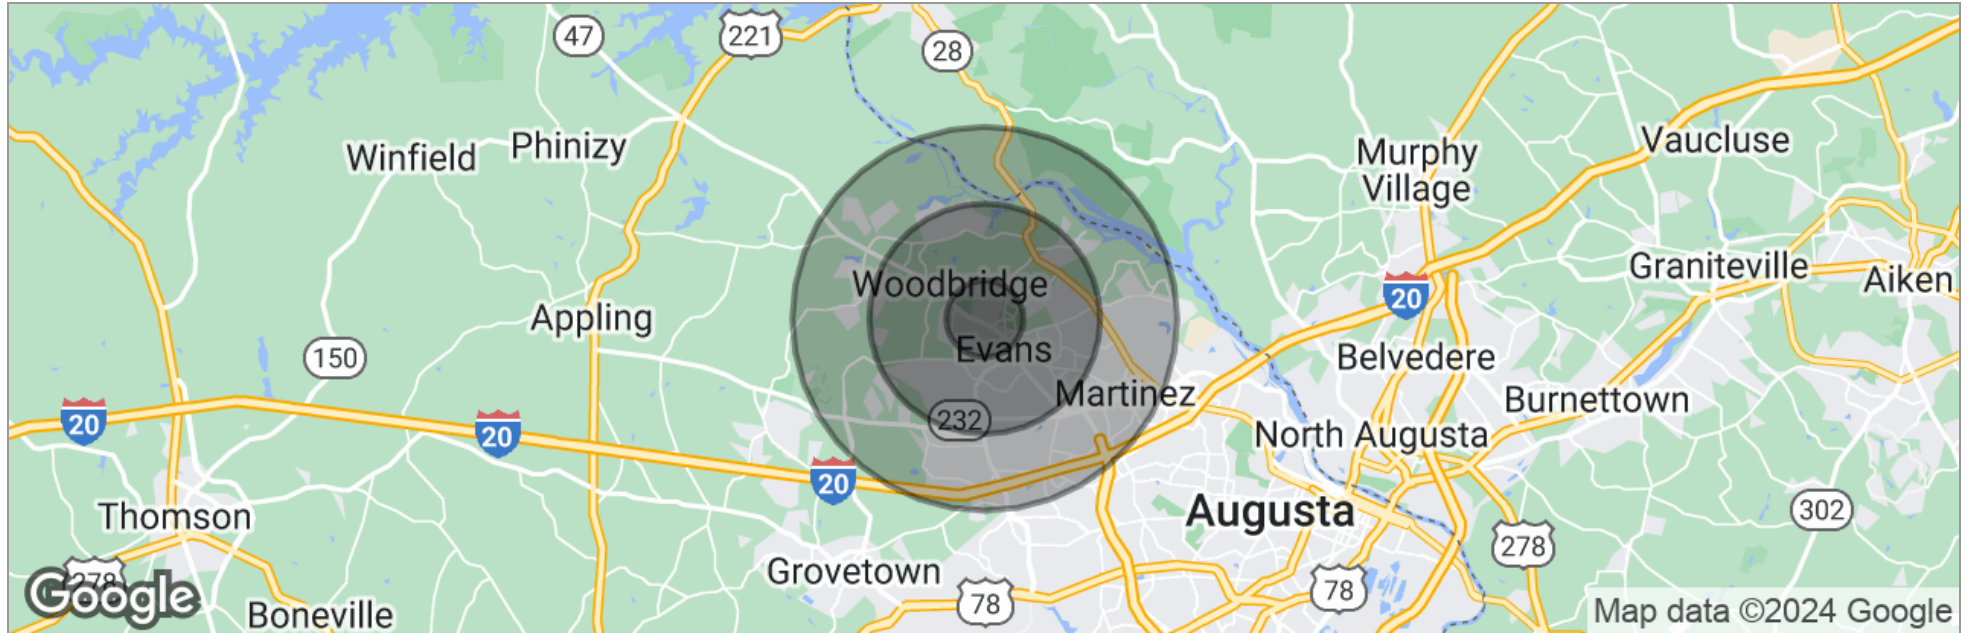 47
221
28
Winfield
Phinizy
Murphy
Village
Vaucluse
Woodbridge
Graniteville
Aiken
20
Appling
150
Evans
Belvedere
Martinez
Burnettown
20
20
232
North Augusta
20
Thomson
Augusta
302
278
Grovetown
278
Google
78
78
Boneville
Map data ©2024 Google